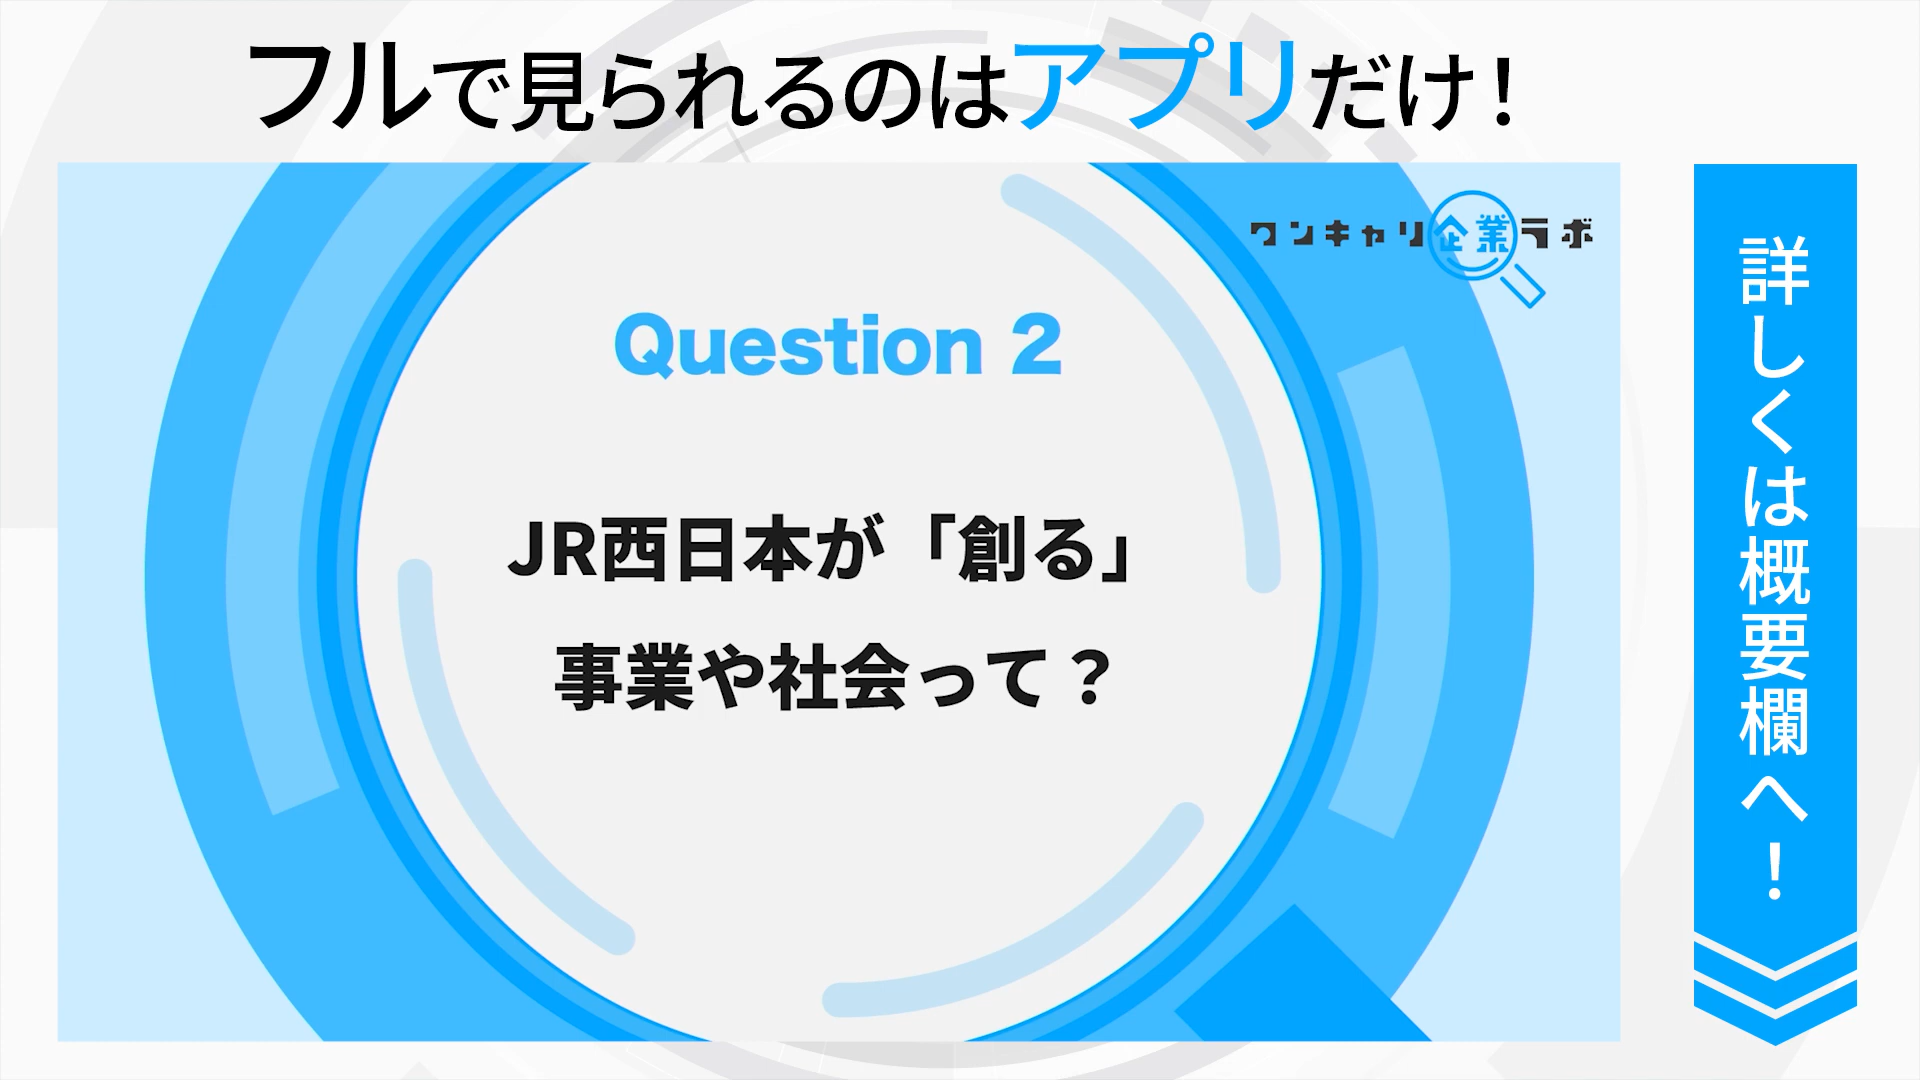 フルで見られるのはアプリだけ！
ワンキャリ企業ラボ
Question 2
JR西日本が「創る」
事業や社会って？
詳しくは概要欄へ！